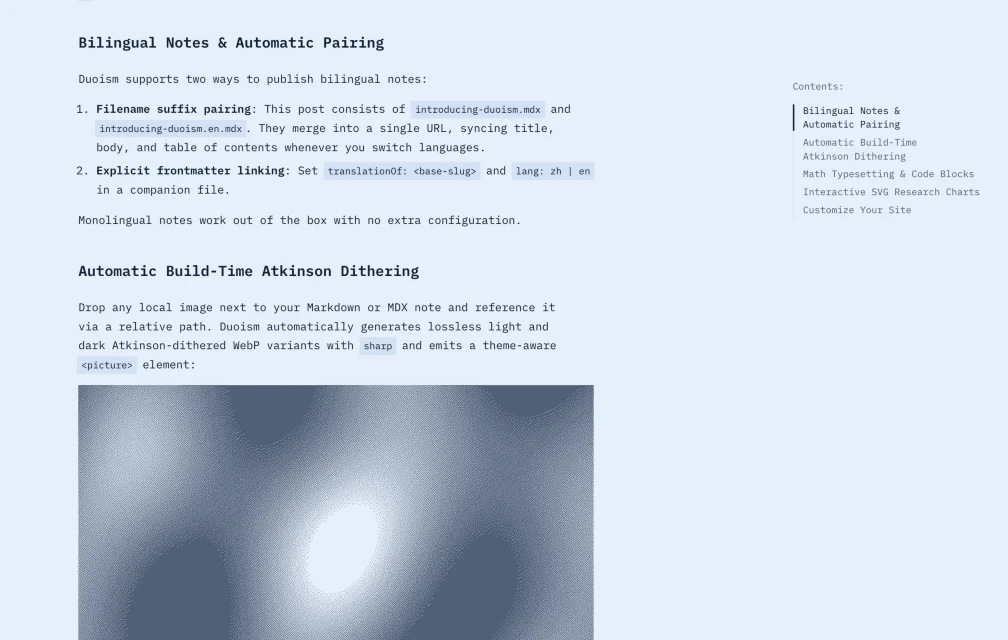 Bilingual Notes & Automatic Pairing
Duoism supports two ways to publish bilingual notes:
1. Filename suffix pairing: This post consists of introducing-duoism.mdx and
introducing-duoism.en.mdx. They merge into a single URL, syncing title,
body, and table of contents whenever you switch languages.
2. Explicit frontmatter linking: Set translationOf: <base-slug> and lang: zh | en
in a companion file.
Monolingual notes work out of the box with no extra configuration.
Automatic Build-Time Atkinson Dithering
Drop any local image next to your Markdown or MDX note and reference it
via a relative path. Duoism automatically generates lossless light and
dark Atkinson-dithered WebP variants with sharp and emits a theme-aware
<picture> element:
Contents:
Bilingual Notes &
Automatic Pairing
Automatic Build-Time
Atkinson Dithering
Math Typesetting & Code Blocks
Interactive SVG Research Charts
Customize Your Site